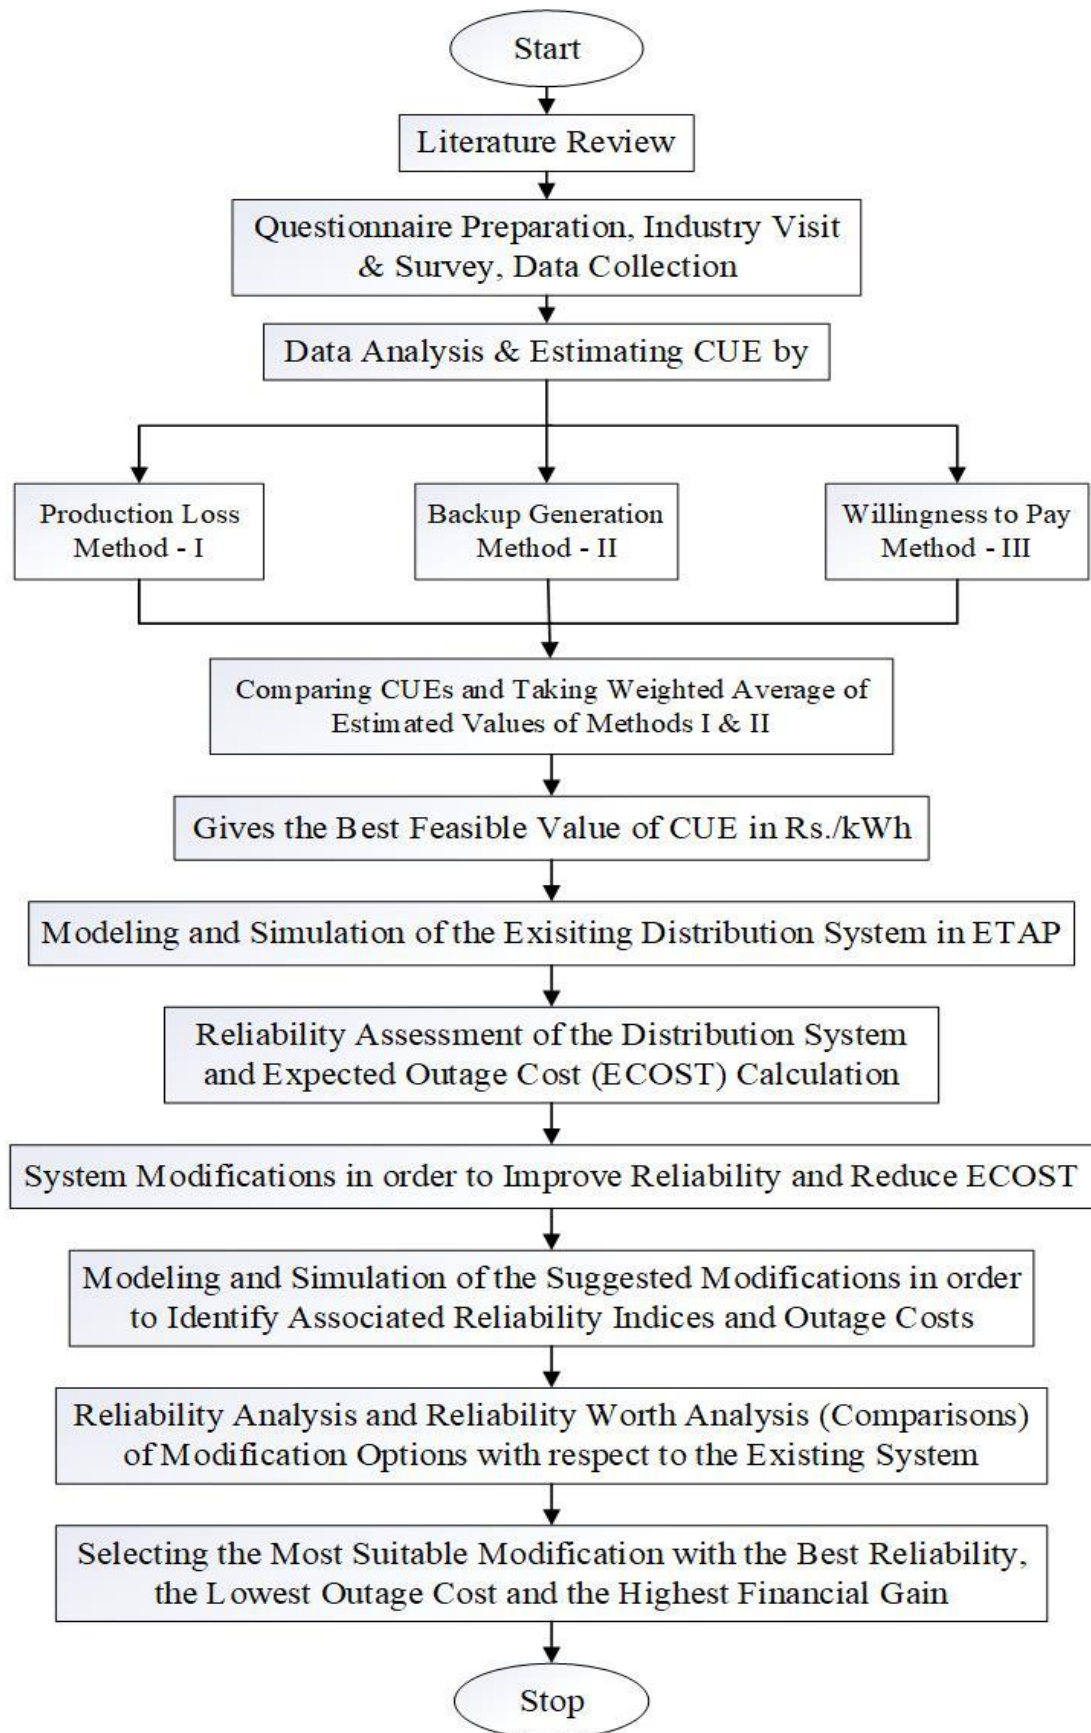 Start
Literature Review
Questionnaire Preparation, Industry Visit
& Survey, Data Collection
Data Analysis & Estimating CUE by
Production Loss
Method - I
Backup Generation
Method - II
Willingness to Pay
Method - III
Comparing CUEs and Taking Weighted Average of
Estimated Values of Methods I & II
Gives the Best Feasible Value of CUE in Rs./kWh
Modeling and Simulation of the Exisiting Distribution System in ETAP
Reliability Assessment of the Distribution System
and Expected Outage Cost (ECOST) Calculation
System Modifications in order to Improve Reliability and Reduce ECOST
Modeling and Simulation of the Suggested Modifications in order
to Identify Associated Reliability Indices and Outage Costs
Reliability Analysis and Reliability Worth Analysis (Comparisons)
of Modification Options with respect to the Existing System
Selecting the Most Suitable Modification with the Best Reliability,
the Lowest Outage Cost and the Highest Financial Gain
Stop